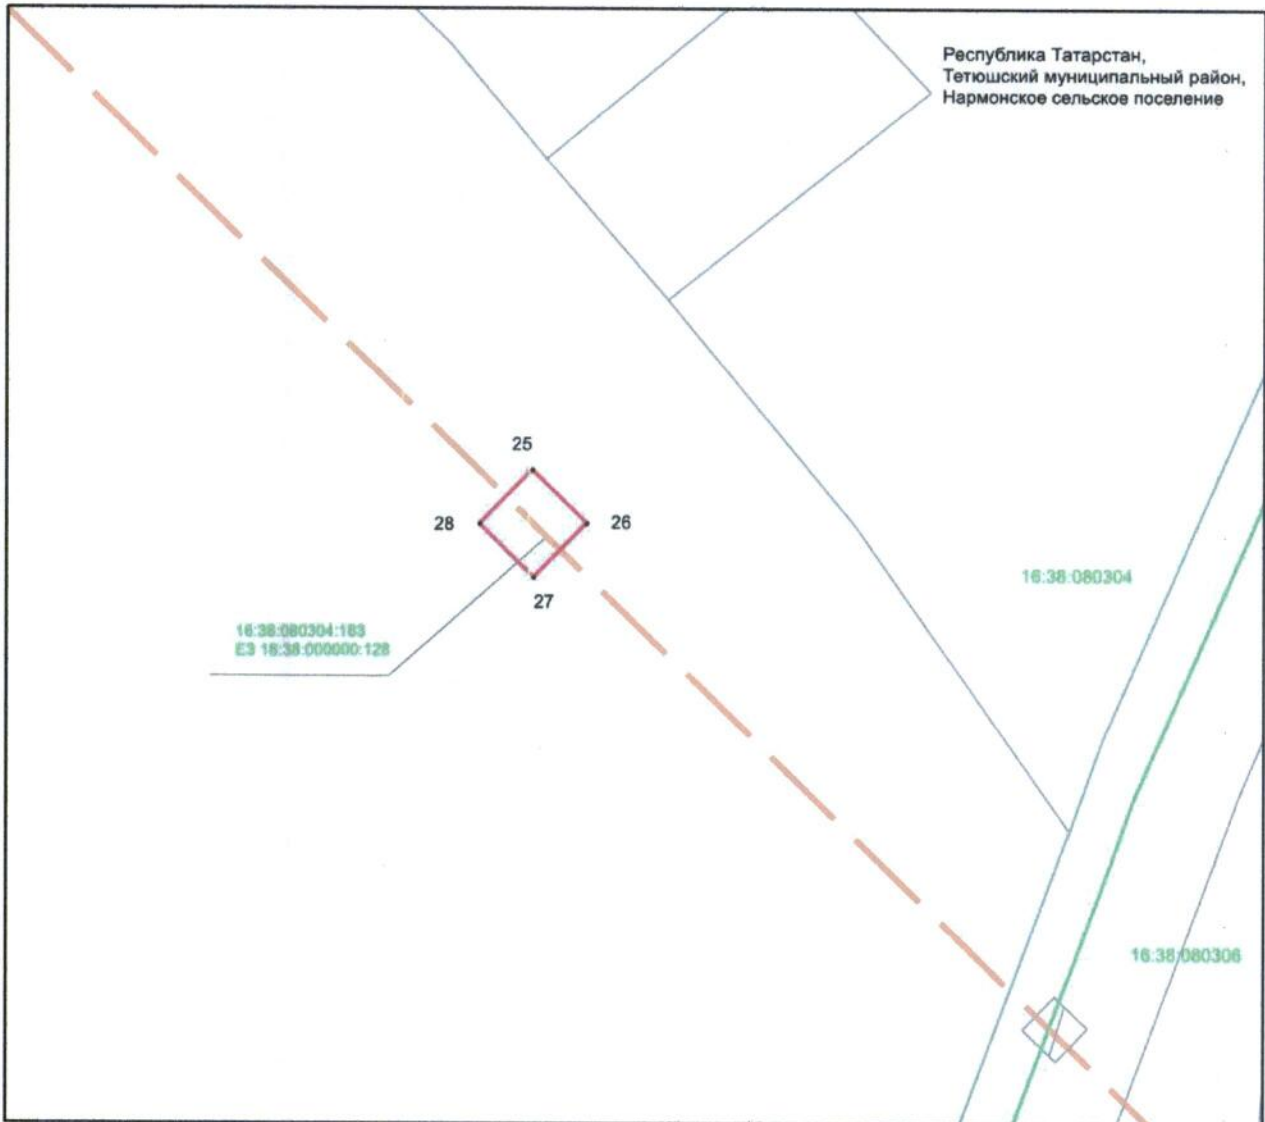 Республика Татарстан,
Тетюшский муниципальный район,
Нармонское сельское поселение
25
28
26
27
16:38:080304
16:38:080304:183
ЕЗ 16:38:000000:128
16:38:080306